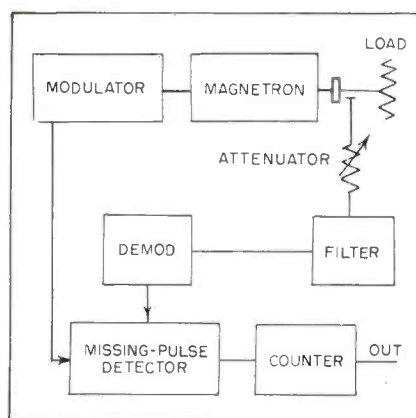 LOAD
MODULATOR
MAGNETRON
ATTENUATOR
DEMOD
FILTER
MISSING-PULSE
DETECTOR
COUNTER
OUT